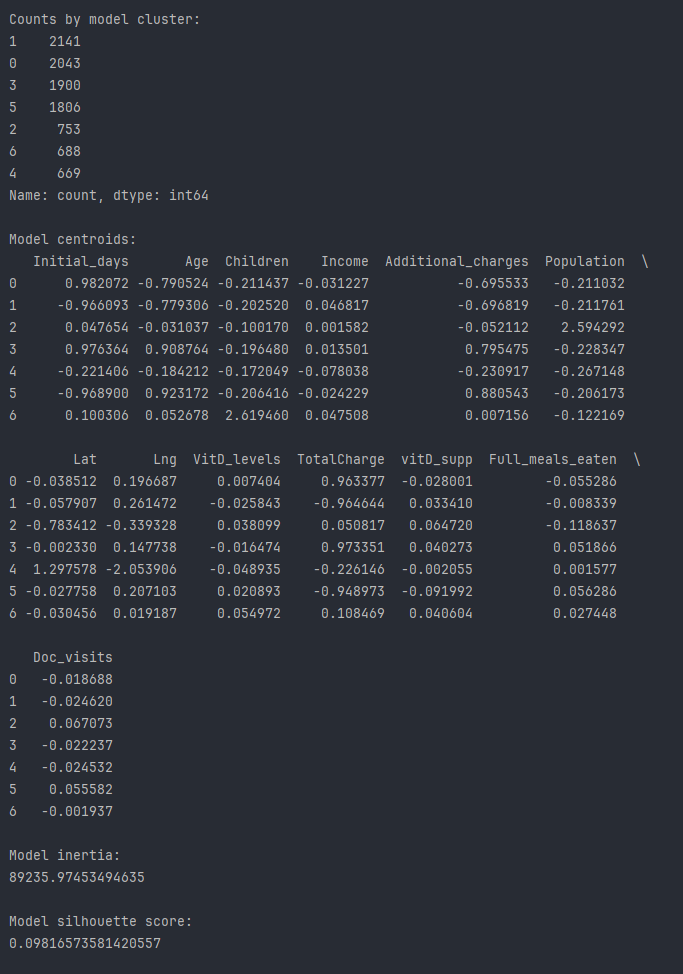 Counts by model cluster:
1    2141
0    2043
3    1900
5    1806
2     753
6     688
4     669
Name: count, dtype: int64
Model centroids:
   Initial_days       Age  Children    Income  Additional_charges  Population  \
0      0.982072 -0.790524 -0.211437 -0.031227           -0.695533   -0.211032
1     -0.966093 -0.779306 -0.202520  0.046817           -0.696819   -0.211761
2      0.047654 -0.031037 -0.100170  0.001582           -0.052112    2.594292
3      0.976364  0.908764 -0.196480  0.013501            0.795475   -0.228347
4     -0.221406 -0.184212 -0.172049 -0.078038           -0.230917   -0.267148
5     -0.968900  0.923172 -0.206416 -0.024229            0.880543   -0.206173
6      0.100306  0.052678  2.619460  0.047508            0.007156   -0.122169
        Lat       Lng  VitD_levels  TotalCharge  vitD_supp  Full_meals_eaten  \
0 -0.038512  0.196687     0.007404     0.963377  -0.028001         -0.055286
1 -0.057907  0.261472    -0.025843    -0.964644   0.033410         -0.008339
2 -0.783412 -0.339328     0.038099     0.050817   0.064720         -0.118637
3 -0.002330  0.147738    -0.016474     0.973351   0.040273          0.051866
4  1.297578 -2.053906    -0.048935    -0.226146  -0.002055          0.001577
5 -0.027758  0.207103     0.020893    -0.948973  -0.091992          0.056286
6 -0.030456  0.019187     0.054972     0.108469   0.040604          0.027448
   Doc_visits
0   -0.018688
1   -0.024620
2    0.067073
3   -0.022237
4   -0.024532
5    0.055582
6   -0.001937
Model inertia:
89235.97453494635
Model silhouette score:
0.09816573581420557